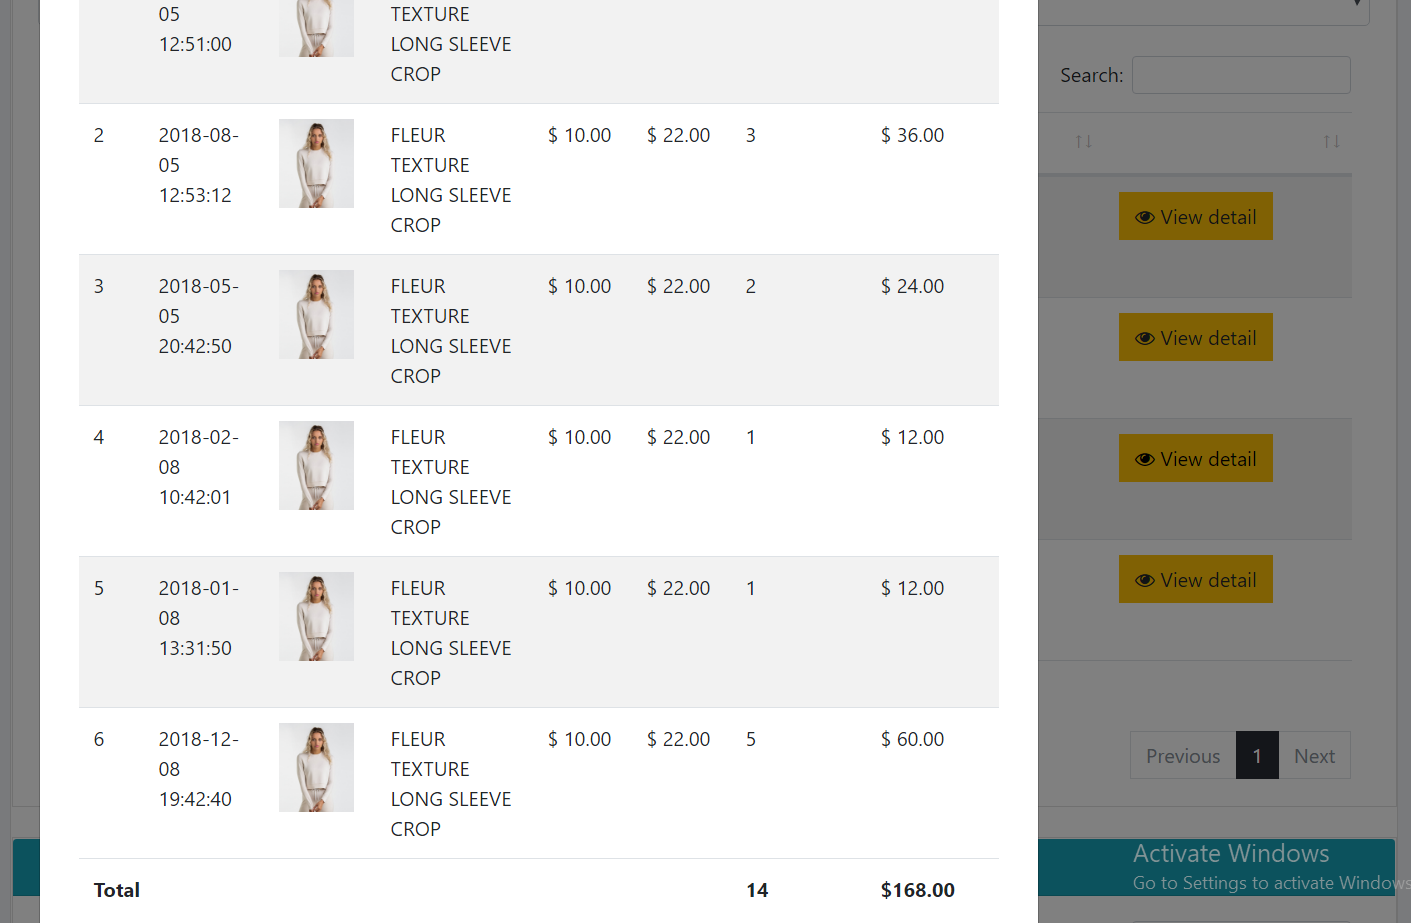 05 TEXTURE
12:51:00 LONG SLEEVE
CROP
Search:
2 2018-08- FLEUR $ 10.00 $ 22.00 3 $ 36.00
05 TEXTURE
12:53:12 LONG SLEEVE
CROP
View detail
3 2018-05- FLEUR $ 10.00 $ 22.00 2 $ 24.00
05 TEXTURE
20:42:50 LONG SLEEVE
CROP
View detail
4 2018-02- FLEUR $ 10.00 $ 22.00 1 $ 12.00
08 TEXTURE
10:42:01 LONG SLEEVE
CROP
View detail
5 2018-01- FLEUR $ 10.00 $ 22.00 1 $ 12.00
08 TEXTURE
13:31:50 LONG SLEEVE
CROP
View detail
6 2018-12- FLEUR $ 10.00 $ 22.00 5 $ 60.00
08 TEXTURE
19:42:40 LONG SLEEVE
CROP
Previous 1 Next
Total 14 $168.00
Activate Windows
Go to Settings to activate Windows